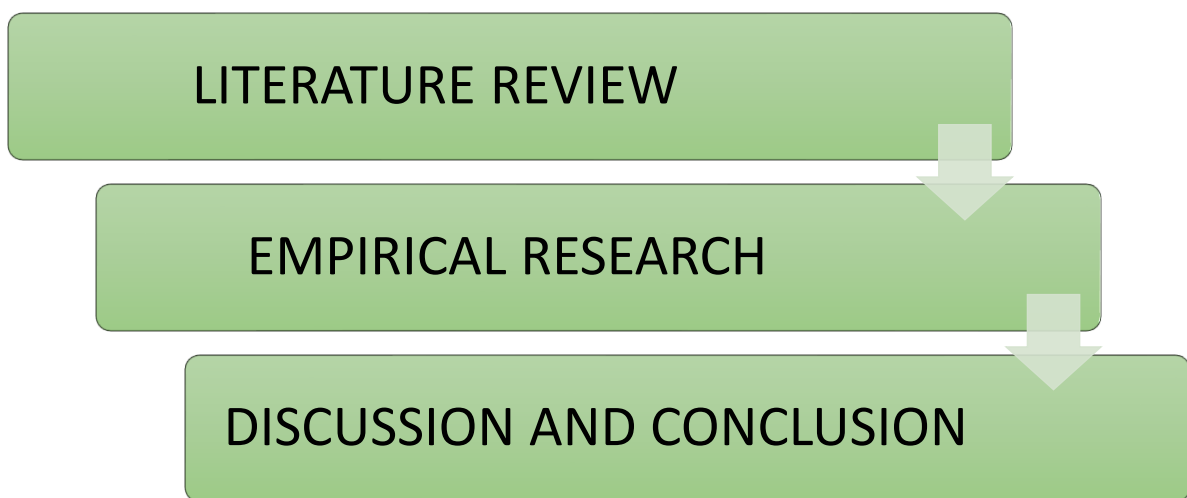 LITERATURE REVIEW
EMPIRICAL RESEARCH
DISCUSSION AND CONCLUSION